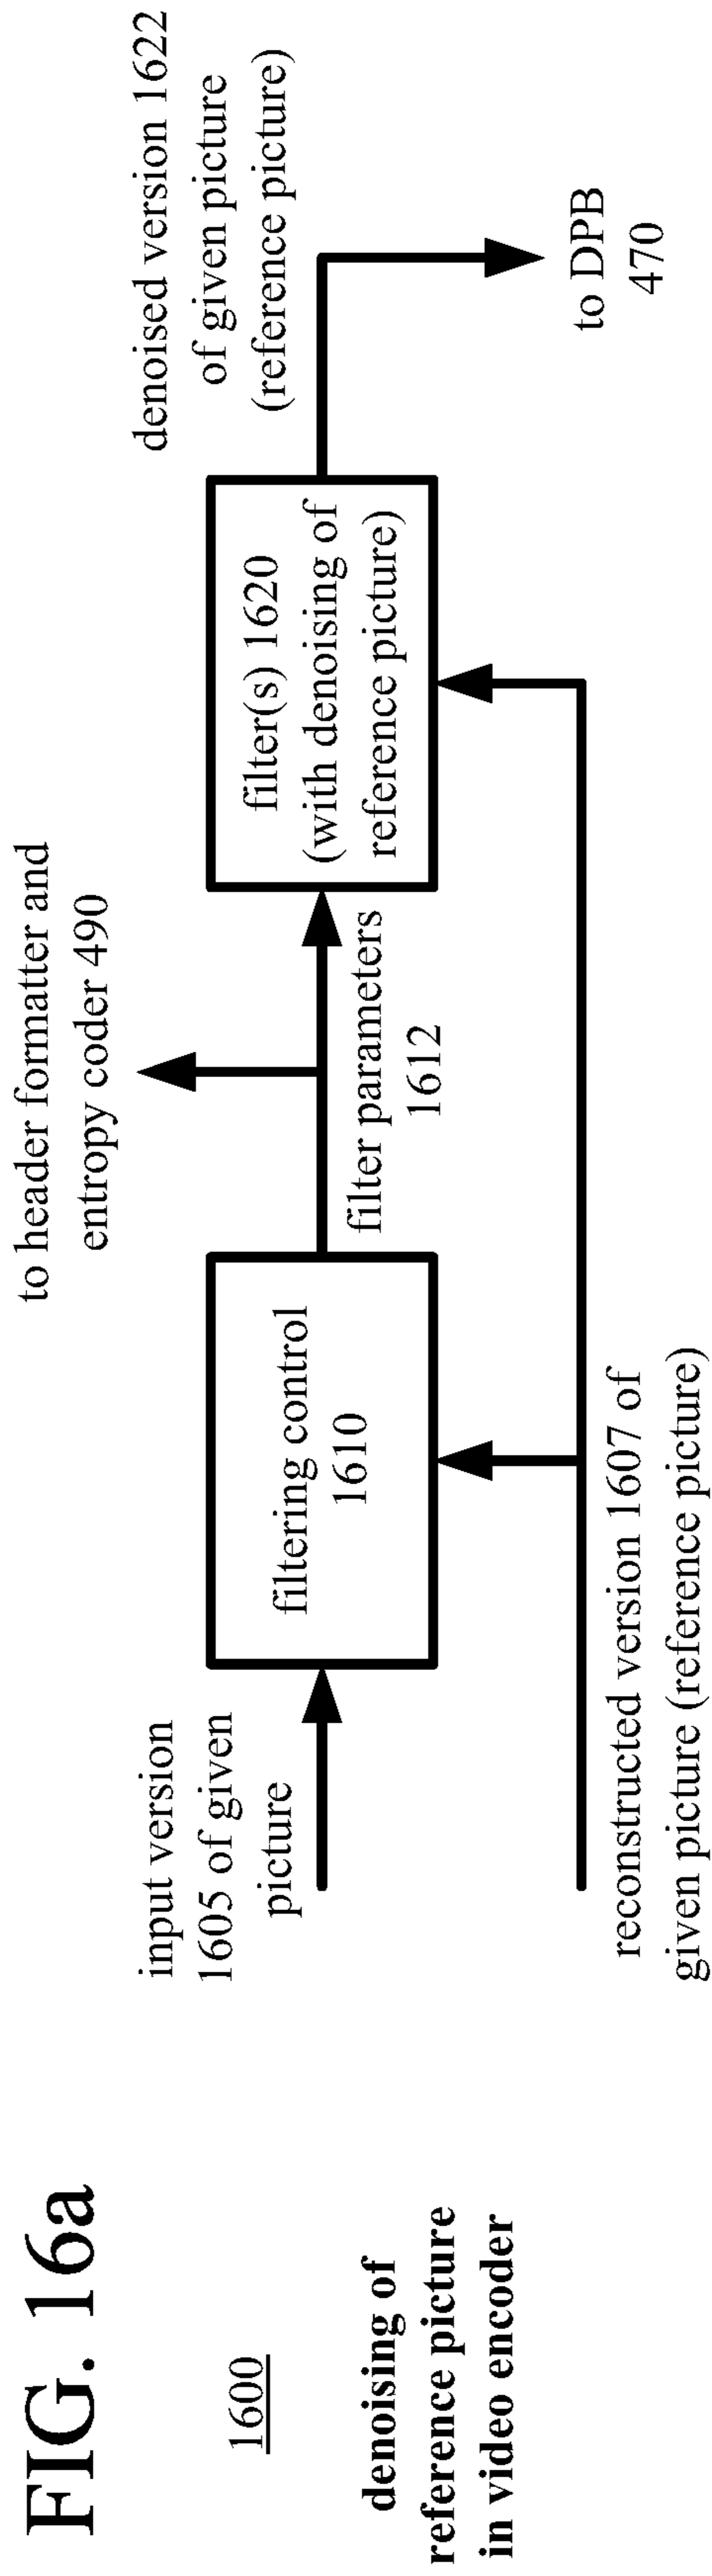 FIG. 16a
1600
denoising of
reference picture
in video encoder
to header formatter and
entropy coder 490
input version
1605 of given
picture
filtering control
1610
filter parameters
1612
filter(s) 1620
(with denoising of
reference picture)
denoised version 1622
of given picture
(reference picture)
to DPB
470
reconstructed version 1607 of
given picture (reference picture)